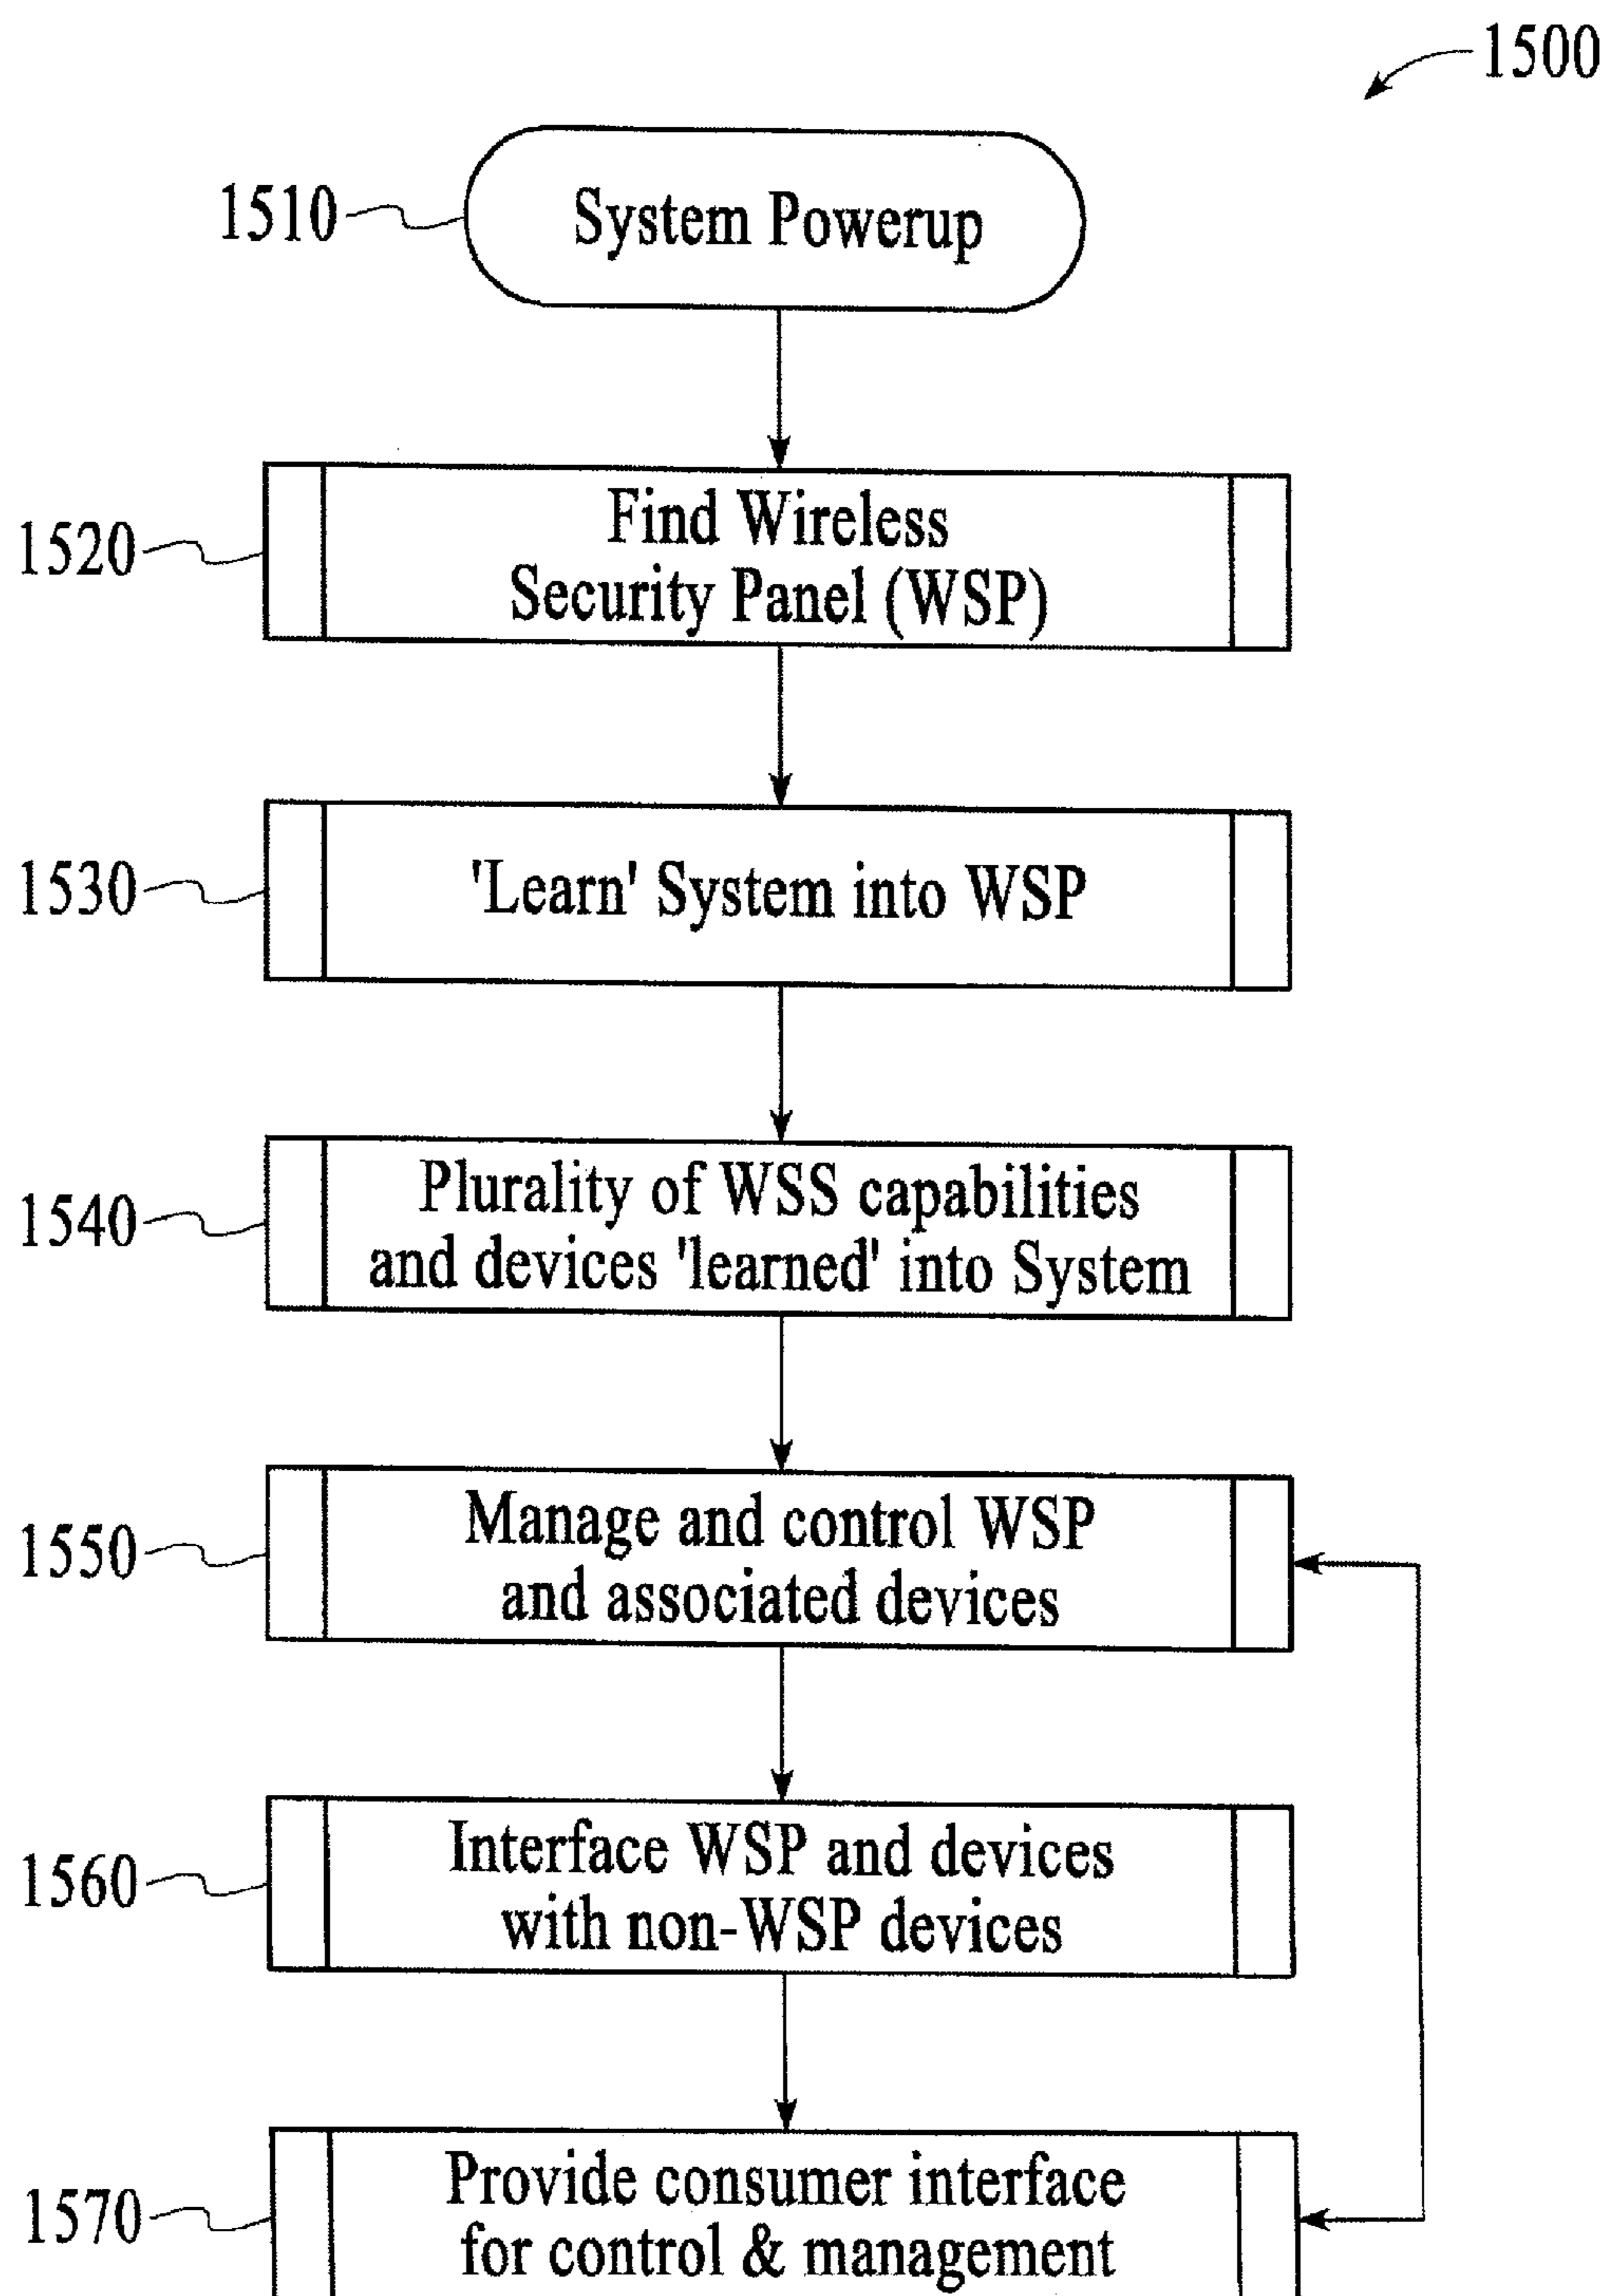 1500
1510
System Powerup
1520
Find Wireless
Security Panel (WSP)
1530
'Learn' System into WSP
1540
Plurality of WSS capabilities
and devices 'learned' into System
1550
Manage and control WSP
and associated devices
1560
Interface WSP and devices
with non-WSP devices
1570
Provide consumer interface
for control & management